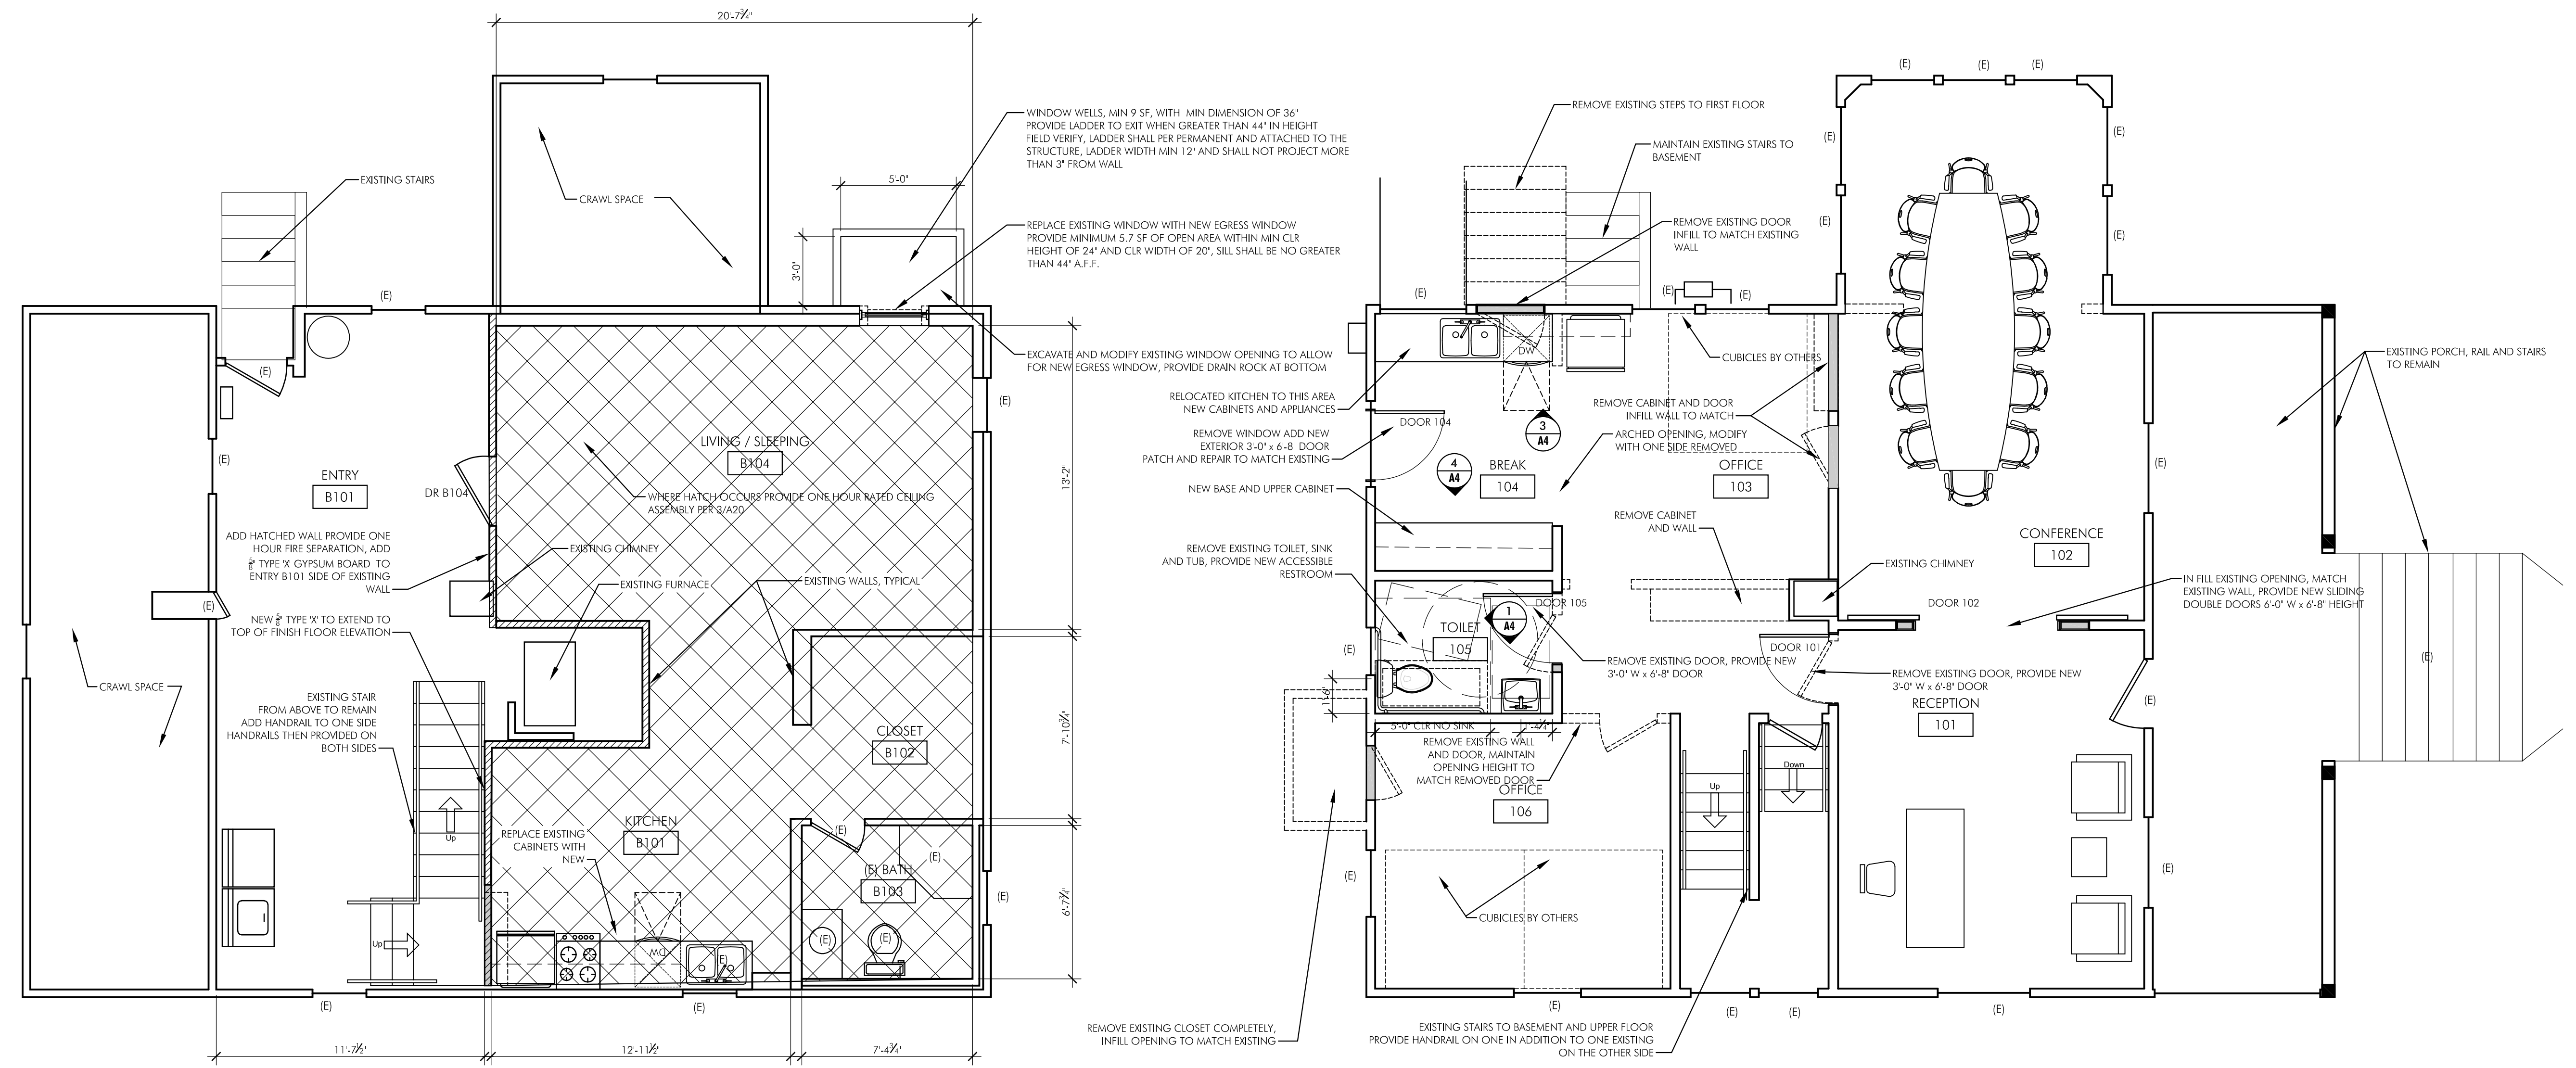 20'-7¾"
EXISTING STAIRS
CRAWL SPACE
WINDOW WELLS, MIN 9 SF, WITH MIN DIMENSION OF 36"
PROVIDE LADDER TO EXIT WHEN GREATER THAN 44" IN HEIGHT
FIELD VERIFY, LADDER SHALL PER PERMANENT AND ATTACHED TO THE
STRUCTURE, LADDER WIDTH MIN 12" AND SHALL NOT PROJECT MORE
THAN 3" FROM WALL
5'-0"
3'-0"
REPLACE EXISTING WINDOW WITH NEW EGRESS WINDOW
PROVIDE MINIMUM 5.7 SF OF OPEN AREA WITHIN MIN CLR
HEIGHT OF 24" AND CLR WIDTH OF 20", SILL SHALL BE NO GREATER
THAN 44" A.F.F.
(E)
EXCAVATE AND MODIFY EXISTING WINDOW OPENING TO ALLOW
FOR NEW EGRESS WINDOW, PROVIDE DRAIN ROCK AT BOTTOM
(E)
(E)
(E)
ENTRY
B101
DR B104
LIVING / SLEEPING
B104
WHERE HATCH OCCURS PROVIDE ONE HOUR RATED CEILING
ASSEMBLY PER 3/A20
13'-2"
ADD HATCHED WALL PROVIDE ONE
HOUR FIRE SEPARATION, ADD
⅝" TYPE 'X' GYPSUM BOARD TO
ENTRY B101 SIDE OF EXISTING
WALL
EXISTING CHIMNEY
EXISTING FURNACE
EXISTING WALLS, TYPICAL
(E)
NEW ⅝" TYPE 'X' TO EXTEND TO
TOP OF FINISH FLOOR ELEVATION
CRAWL SPACE
EXISTING STAIR
FROM ABOVE TO REMAIN
ADD HANDRAIL TO ONE SIDE
HANDRAILS THEN PROVIDED ON
BOTH SIDES
CLOSET
B102
7'-10¾"
Up
KITCHEN
B101
REPLACE EXISTING
CABINETS WITH
NEW
(E)
(E)
(E) BATH
B103
(E)
6'-7¾"
Up
DW
(E)
(E)
(E)
(E)
(E)
11'-7½"
12'-11½"
7'-4¾"
REMOVE EXISTING STEPS TO FIRST FLOOR
MAINTAIN EXISTING STAIRS TO
BASEMENT
REMOVE EXISTING DOOR
INFILL TO MATCH EXISTING
WALL
(E)
(E)
(E)
(E)
(E)
(E)
(E)
(E)
(E)
(E)
DW
CUBICLES BY OTHERS
EXISTING PORCH, RAIL AND STAIRS
TO REMAIN
RELOCATED KITCHEN TO THIS AREA
NEW CABINETS AND APPLIANCES
DOOR 104
REMOVE WINDOW ADD NEW
EXTERIOR 3'-0" x 6'-8" DOOR
PATCH AND REPAIR TO MATCH EXISTING
3
A4
4
A4
REMOVE CABINET AND DOOR
INFILL WALL TO MATCH
ARCHED OPENING, MODIFY
WITH ONE SIDE REMOVED
BREAK
104
OFFICE
103
(E)
NEW BASE AND UPPER CABINET
REMOVE CABINET
AND WALL
CONFERENCE
102
REMOVE EXISTING TOILET, SINK
AND TUB, PROVIDE NEW ACCESSIBLE
RESTROOM
EXISTING CHIMNEY
IN FILL EXISTING OPENING, MATCH
EXISTING WALL, PROVIDE NEW SLIDING
DOUBLE DOORS 6'-0" W x 6'-8" HEIGHT
DOOR 105
DOOR 102
1
A4
TOILET
105
(E)
DOOR 101
REMOVE EXISTING DOOR, PROVIDE NEW
3'-0" W x 6'-8" DOOR
REMOVE EXISTING DOOR, PROVIDE NEW
3'-0" W x 6'-8" DOOR
(E)
1'-6"
RECEPTION
101
(E)
5'-0" CLR NO SINK
1'-4¼"
REMOVE EXISTING WALL
AND DOOR, MAINTAIN
OPENING HEIGHT TO
MATCH REMOVED DOOR
OFFICE
106
Up
Down
(E)
(E)
CUBICLES BY OTHERS
(E)
(E)
(E)
(E)
REMOVE EXISTING CLOSET COMPLETELY,
INFILL OPENING TO MATCH EXISTING
EXISTING STAIRS TO BASEMENT AND UPPER FLOOR
PROVIDE HANDRAIL ON ONE IN ADDITION TO ONE EXISTING
ON THE OTHER SIDE